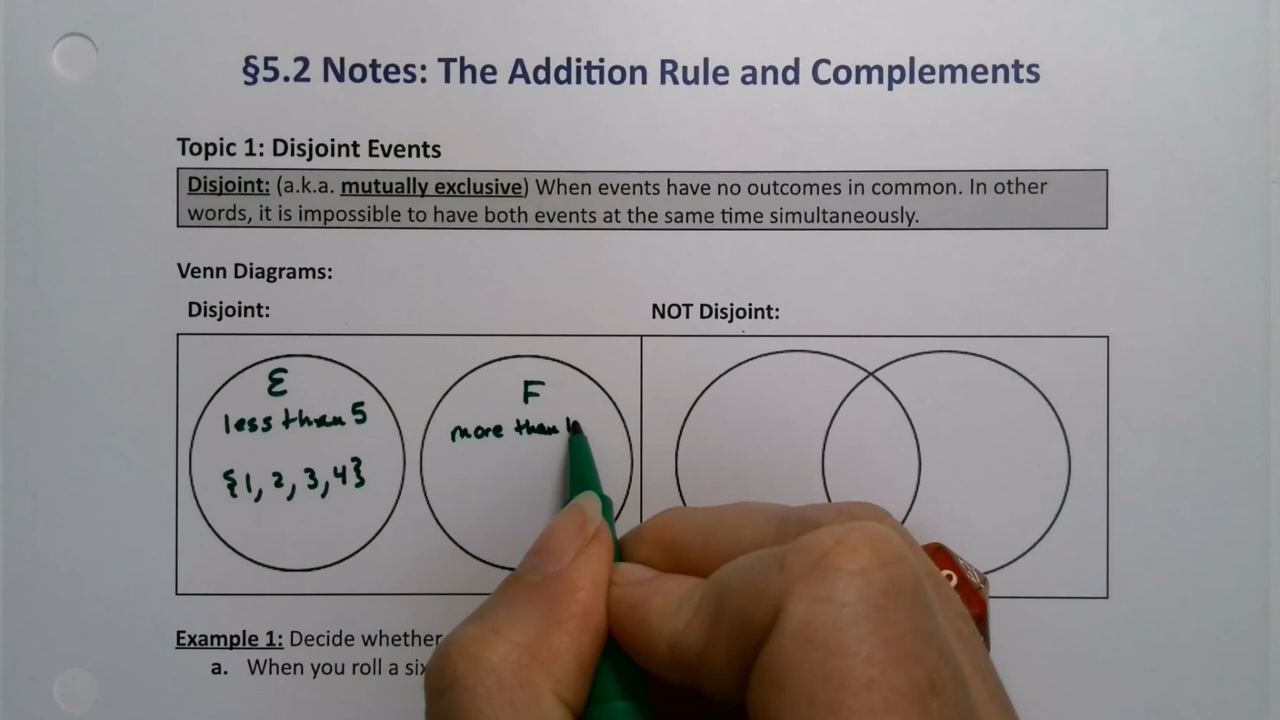 §5.2 Notes: The Addition Rule and Complements
Topic 1: Disjoint Events
Disjoint: (a.k.a. mutually exclusive) When events have no outcomes in common. In other
words, it is impossible to have both events at the same time simultaneously.
Venn Diagrams:
Disjoint:
NOT Disjoint:
E
less than 5
{1, 2, 3, 4}
F
more than
Example 1: Decide whether
a. When you roll a six